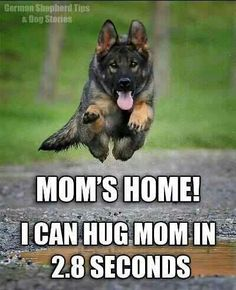 German Shepherd Tips
& Dog Stories
MOM'S HOME!
I CAN HUG MOM IN
2.8 SECONDS